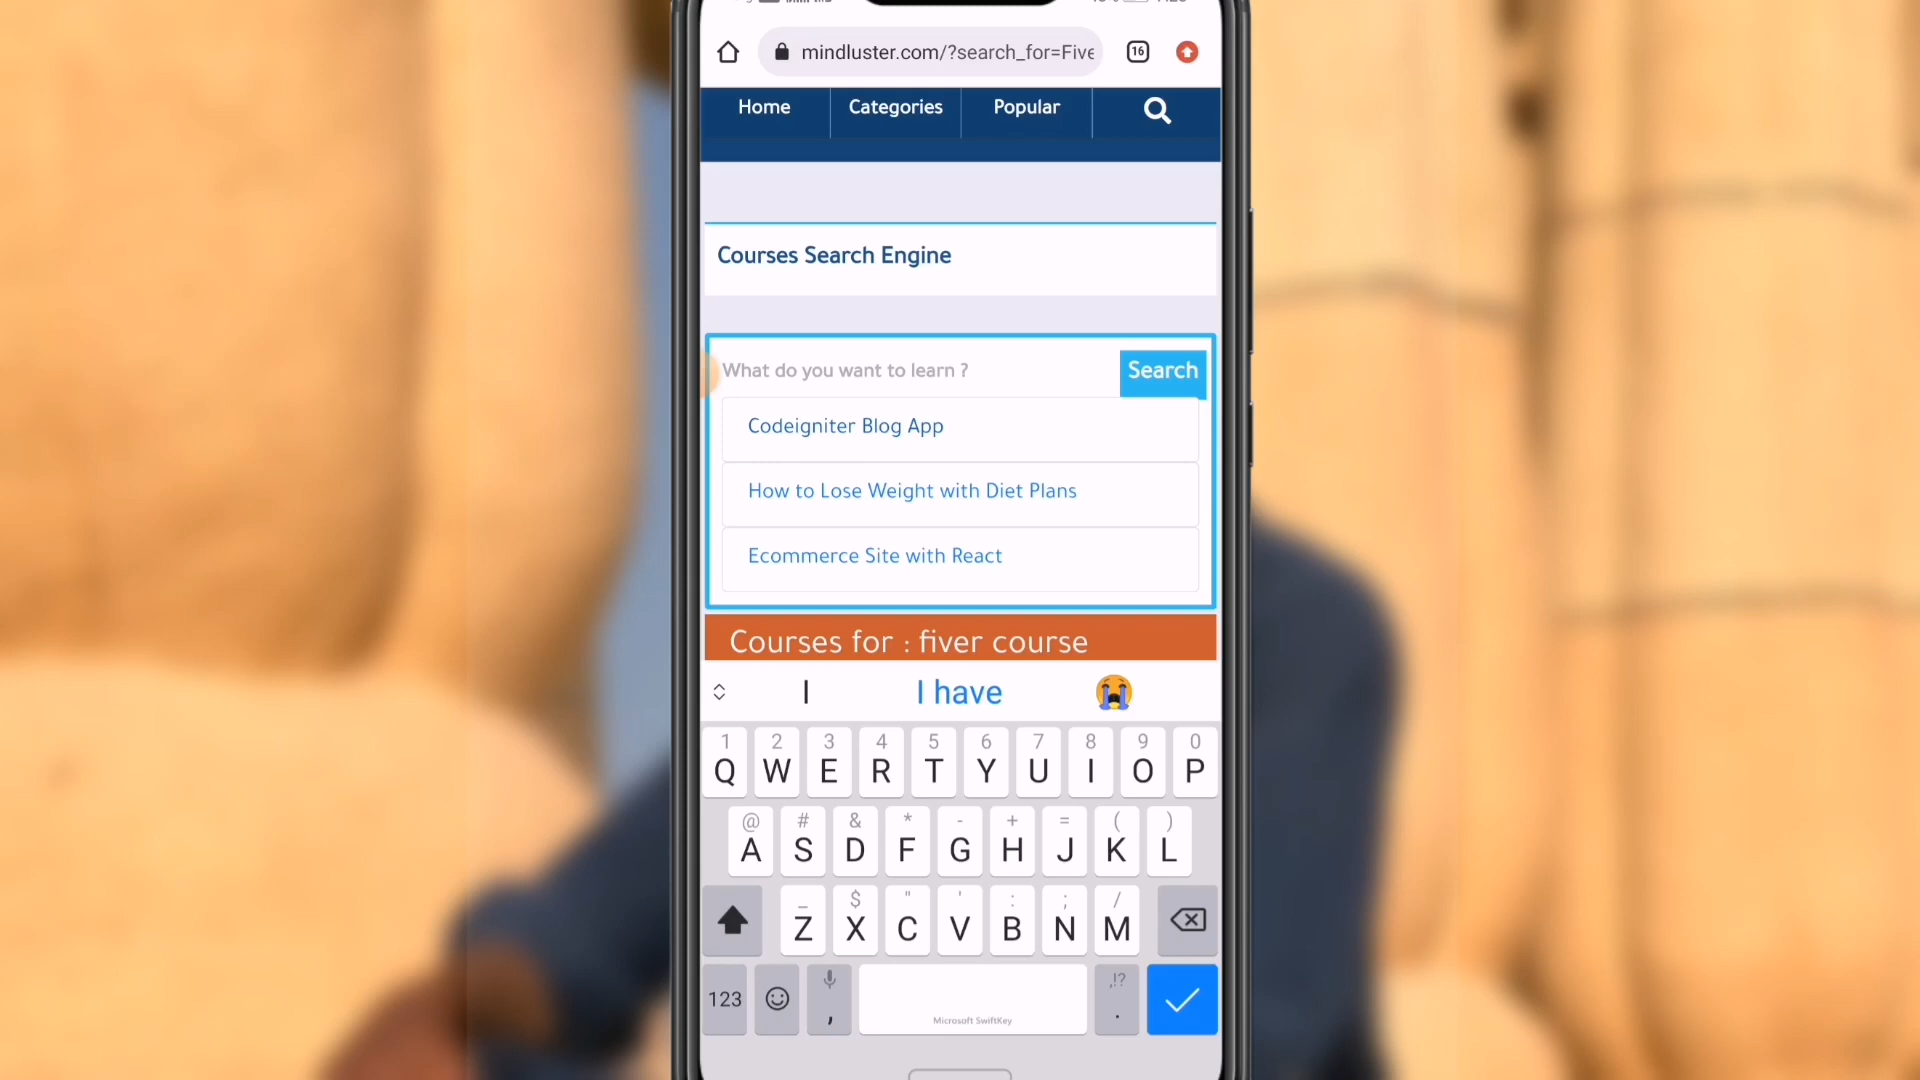 mindluster.com/?search_for=Five
16
Home
Categories
Popular
Courses Search Engine
What do you want to learn ?
Search
Codeigniter Blog App
How to Lose Weight with Diet Plans
Ecommerce Site with React
Courses for : fiver course
I
I have
1 2 3 4 5 6 7 8 9 0
Q W E R T Y U I O P
@ # & * - + = ( )
A S D F G H J K L
_ $ " ' : ; /
Z X C V B N M
,!?
123 , .
Microsoft SwiftKey